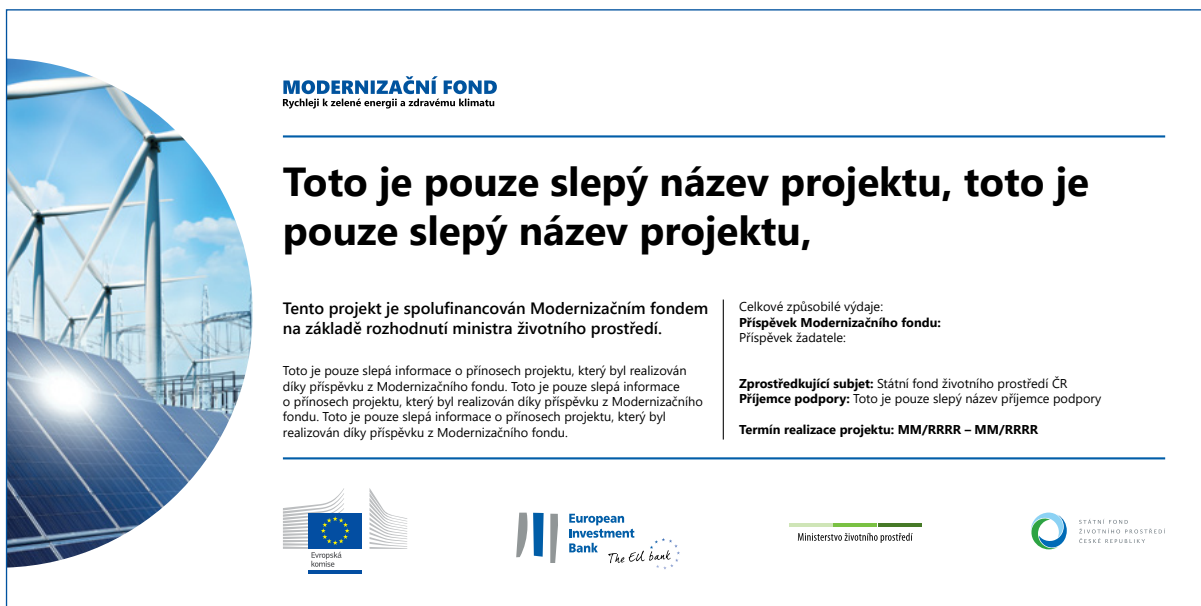 MODERNIZAČNÍ FOND
Rychleji k zelené energii a zdravému klimatu
Toto je pouze slepý název projektu, toto je
pouze slepý název projektu,
Tento projekt je spolufinancován Modernizačním fondem
na základě rozhodnutí ministra životního prostředí.
Toto je pouze slepá informace o přínosech projektu, který byl realizován
díky příspěvku z Modernizačního fondu. Toto je pouze slepá informace
o přínosech projektu, který byl realizován díky příspěvku z Modernizačního
fondu. Toto je pouze slepá informace o přínosech projektu, který byl
realizován díky příspěvku z Modernizačního fondu.
Celkové způsobilé výdaje:
Příspěvek Modernizačního fondu:
Příspěvek žadatele:
Zprostředkující subjet: Státní fond životního prostředí ČR
Příjemce podpory: Toto je pouze slepý název příjemce podpory
Termín realizace projektu: MM/RRRR – MM/RRRR
Evropská
komise
European
Investment
Bank
The EU bank
Ministerstvo životního prostředí
STÁTNÍ FOND
ŽIVOTNÍHO PROSTŘEDÍ
ČESKÉ REPUBLIKY